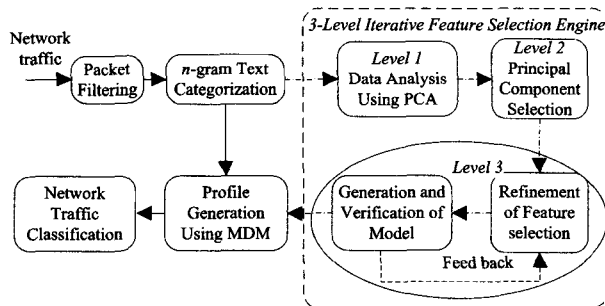 3-Level Iterative Feature Selection Engine
Network
traffic
Packet
Filtering
n-gram Text
Categorization
Level 1
Data Analysis
Using PCA
Level 2
Principal
Component
Selection
Level 3
Network
Traffic
Classification
Profile
Generation
Using MDM
Generation and
Verification of
Model
Refinement
of Feature
selection
Feed back